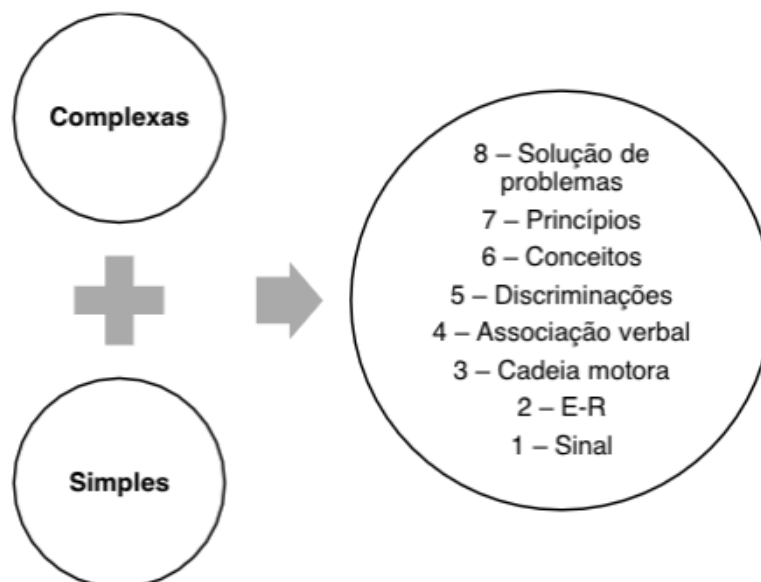 Complexas
Simples
8 – Solução de
problemas
7 – Princípios
6 – Conceitos
5 – Discriminações
4 – Associação verbal
3 – Cadeia motora
2 – E-R
1 – Sinal